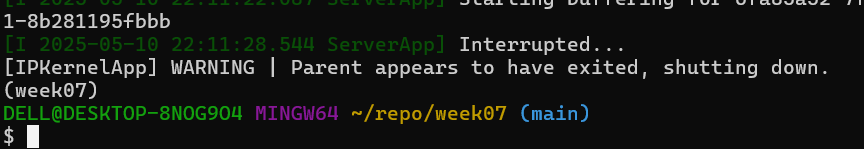 1-8b281195fbbb
[I 2025-05-10 22:11:28.544 ServerApp] Interrupted...
[IPKernelApp] WARNING | Parent appears to have exited, shutting down.
(week07)
DELL@DESKTOP-8NOG9O4 MINGW64 ~/repo/week07 (main)
$